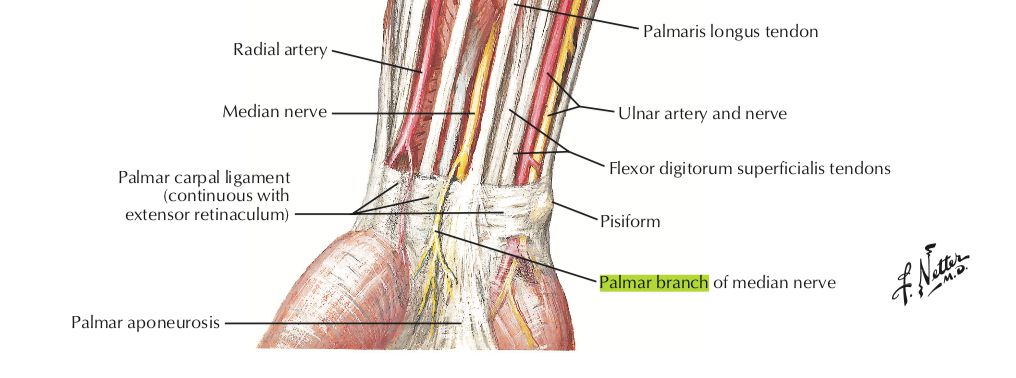 Palmaris longus tendon
Radial artery
Median nerve
Ulnar artery and nerve
Flexor digitorum superficialis tendons
Palmar carpal ligament
(continuous with
extensor retinaculum)
Pisiform
Palmar branch of median nerve
Palmar aponeurosis
F. Netter
M.D.